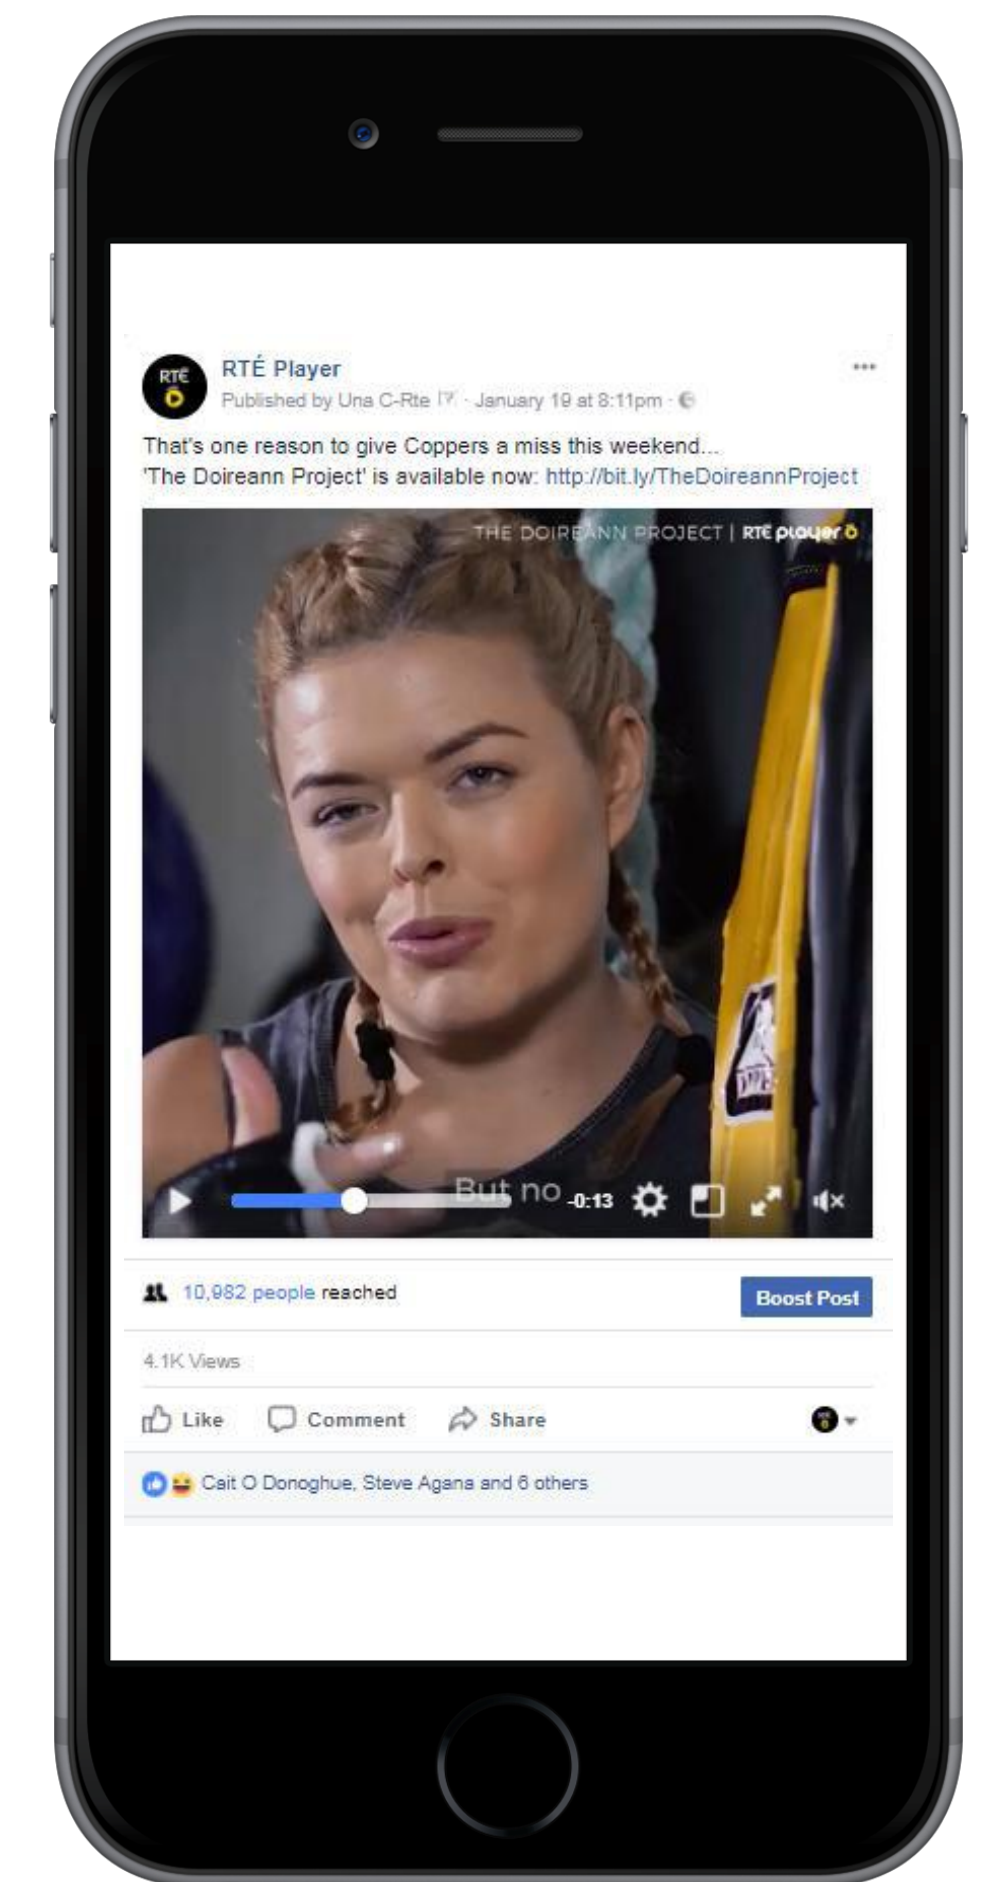 RTÉ
RTÉ Player
Published by Una C-Rte [?] · January 19 at 8:11pm ·
That's one reason to give Coppers a miss this weekend...
'The Doireann Project' is available now: http://bit.ly/TheDoireannProject
THE DOIREANN PROJECT | RTÉ player
But no
-0:13
10,982 people reached
Boost Post
4.1K Views
Like
Comment
Share
Cait O Donoghue, Steve Agana and 6 others